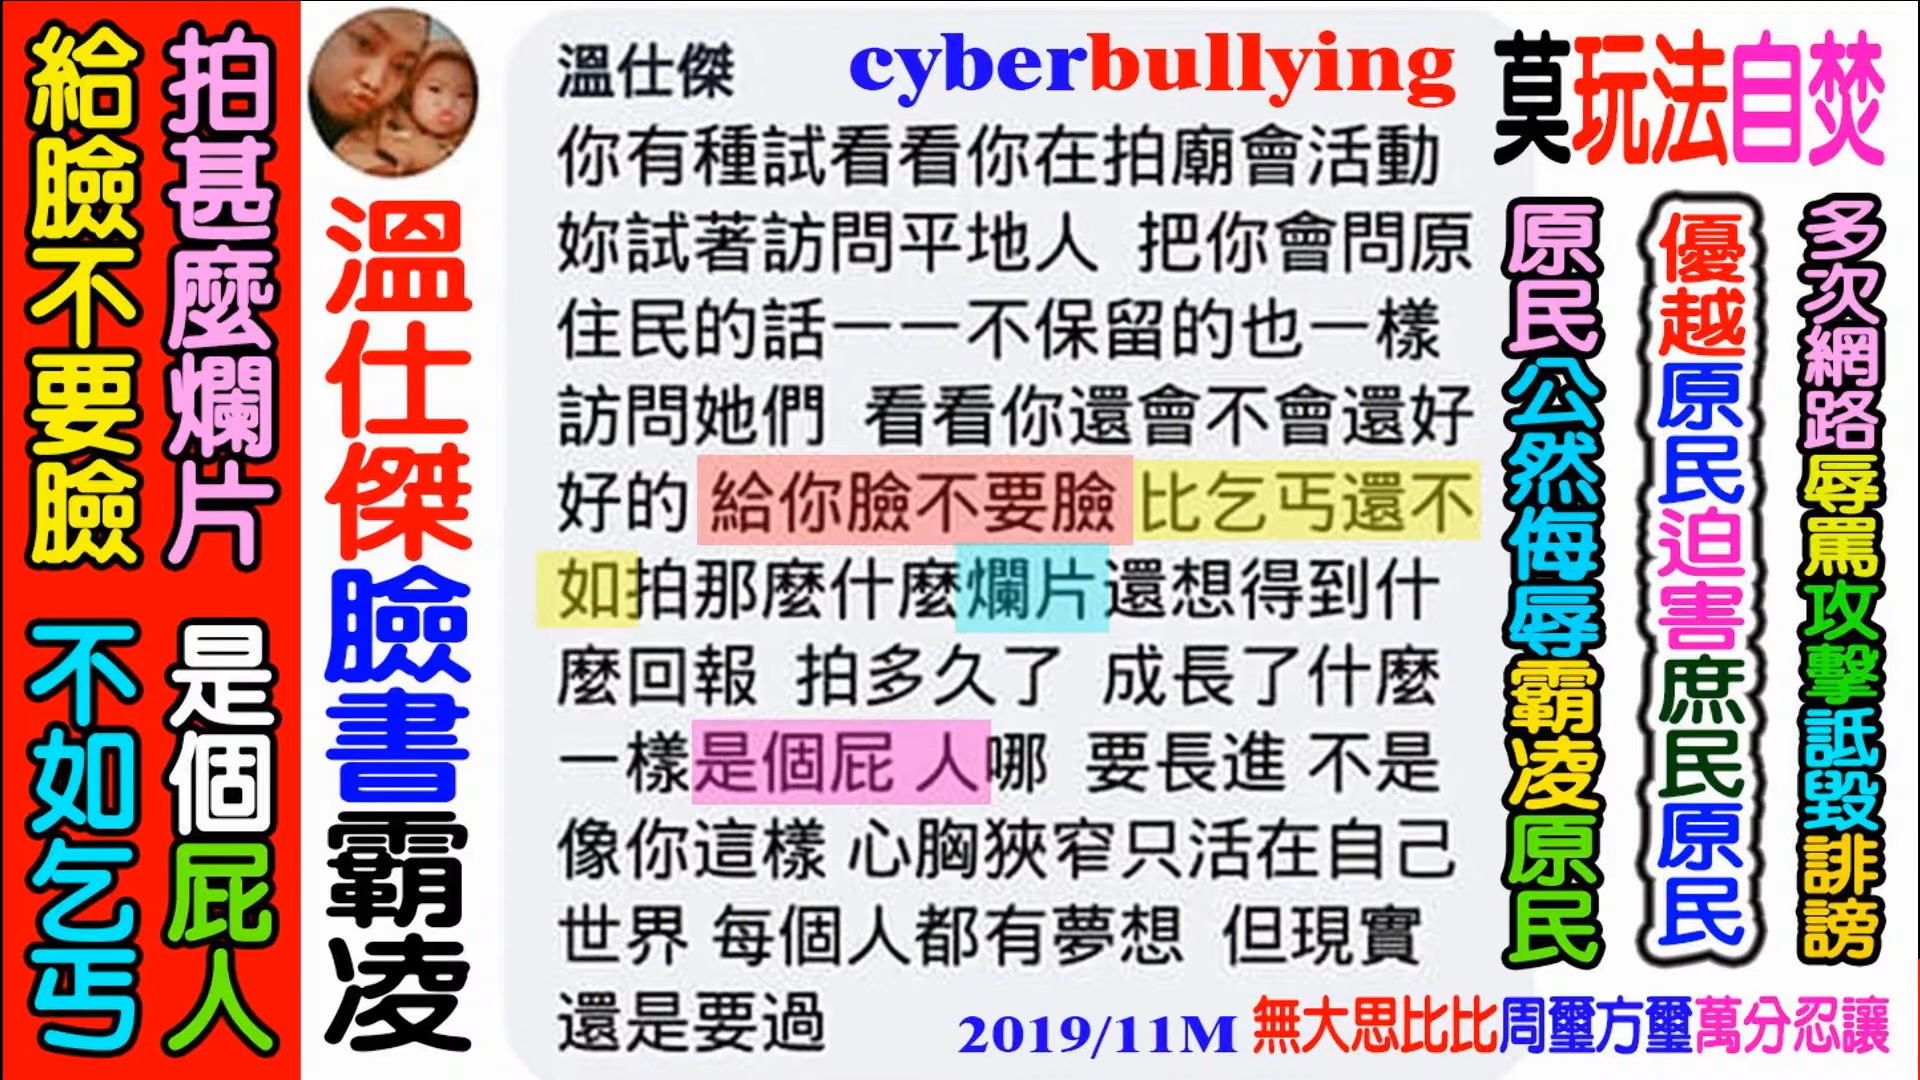 給臉不要臉 不如乞丐
拍甚麼爛片 是個屁人
溫仕傑臉書霸凌
cyberbullying
溫仕傑
你有種試看看你在拍廟會活動
妳試著訪問平地人 把你會問原
住民的話一一不保留的也一樣
訪問她們 看看你還會不會還好
好的 給你臉不要臉 比乞丐還不
如拍那麼什麼爛片還想得到什
麼回報 拍多久了 成長了什麼
一樣是個屁 人哪 要長進 不是
像你這樣 心胸狹窄只活在自己
世界 每個人都有夢想 但現實
還是要過
莫玩法自焚
原民公然侮辱霸凌原民
優越原民迫害庶民原民
多次網路辱罵攻擊詆毀誹謗
2019/11M 無大思比比周璽方璽萬分忍讓